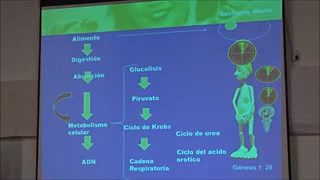 Alimento
Digestión
Absorción
Metabolismo
celular
ADN
Glucolisis
Piruvato
Ciclo de Krebs
Cadena
Respiratoria
Ciclo de urea
Ciclo del acido
orotico
Génesis 1: 29